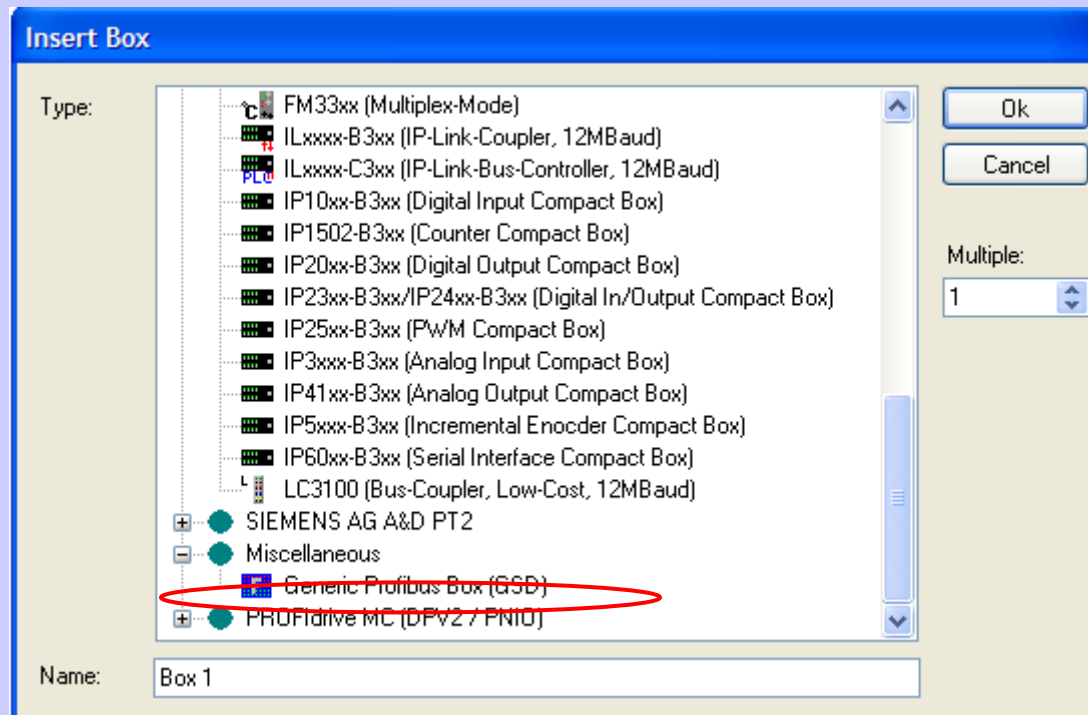 Insert Box
Type:
FM33xx (Multiplex-Mode)
Ok
ILxxxx-B3xx (IP-Link-Coupler, 12MBaud)
ILxxxx-C3xx (IP-Link-Bus-Controller, 12MBaud)
Cancel
IP10xx-B3xx (Digital Input Compact Box)
IP1502-B3xx (Counter Compact Box)
Multiple:
IP20xx-B3xx (Digital Output Compact Box)
IP23xx-B3xx/IP24xx-B3xx (Digital In/Output Compact Box)
1
IP25xx-B3xx (PWM Compact Box)
IP3xxx-B3xx (Analog Input Compact Box)
IP41xx-B3xx (Analog Output Compact Box)
IP5xxx-B3xx (Incremental Enocder Compact Box)
IP60xx-B3xx (Serial Interface Compact Box)
LC3100 (Bus-Coupler, Low-Cost, 12MBaud)
SIEMENS AG A&D PT2
Miscellaneous
Generic Profibus Box (GSD)
PROFIdrive MC (DPV2 / PNIO)
Name:
Box 1